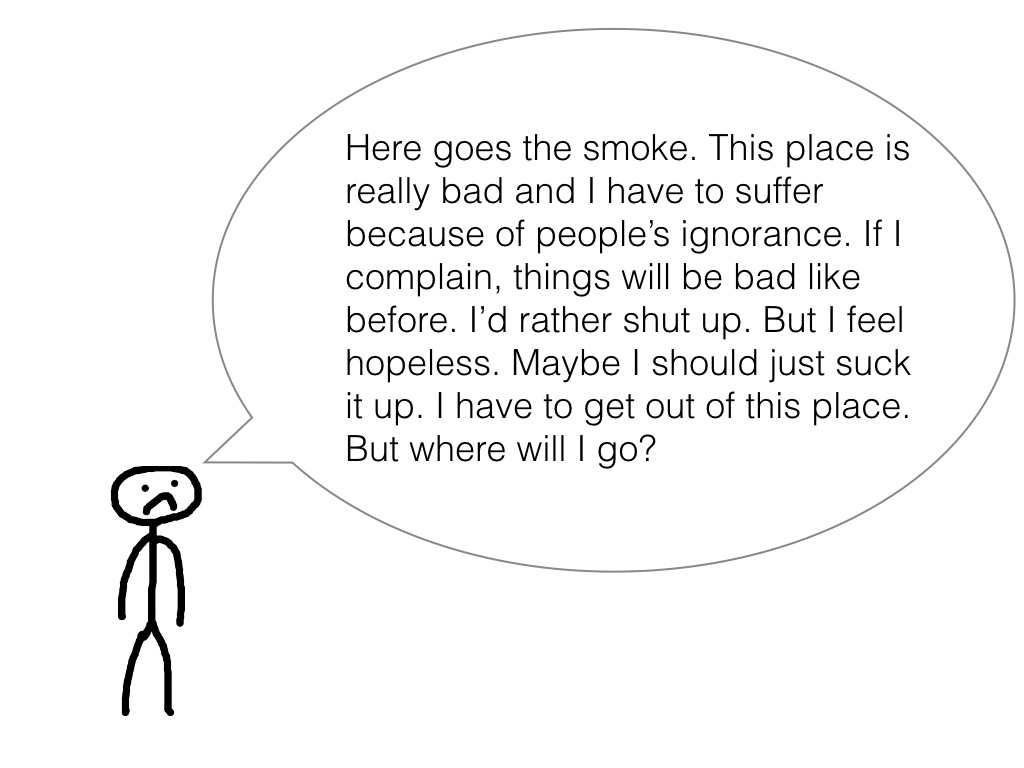 Here goes the smoke. This place is
really bad and I have to suffer
because of people’s ignorance. If I
complain, things will be bad like
before. I’d rather shut up. But I feel
hopeless. Maybe I should just suck
it up. I have to get out of this place.
But where will I go?